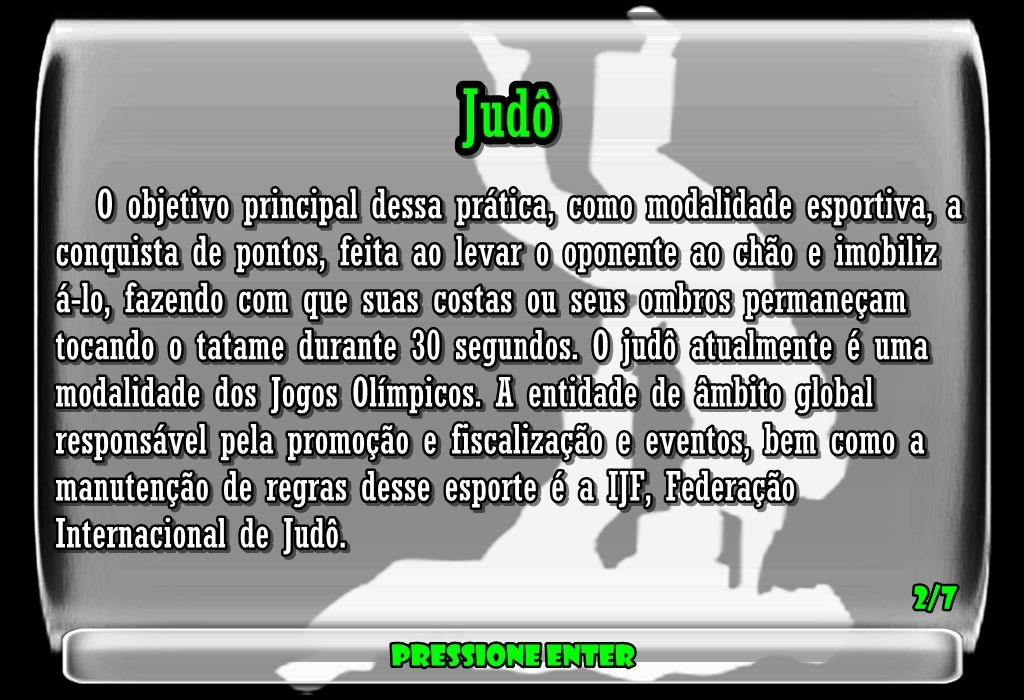 Judô
O objetivo principal dessa prática, como modalidade esportiva, a
conquista de pontos, feita ao levar o oponente ao chão e imobiliz
á-lo, fazendo com que suas costas ou seus ombros permaneçam
tocando o tatame durante 30 segundos. O judô atualmente é uma
modalidade dos Jogos Olímpicos. A entidade de âmbito global
responsável pela promoção e fiscalização e eventos, bem como a
manutenção de regras desse esporte é a IJF, Federação
Internacional de Judô.
2/7
PRESSIONE ENTER